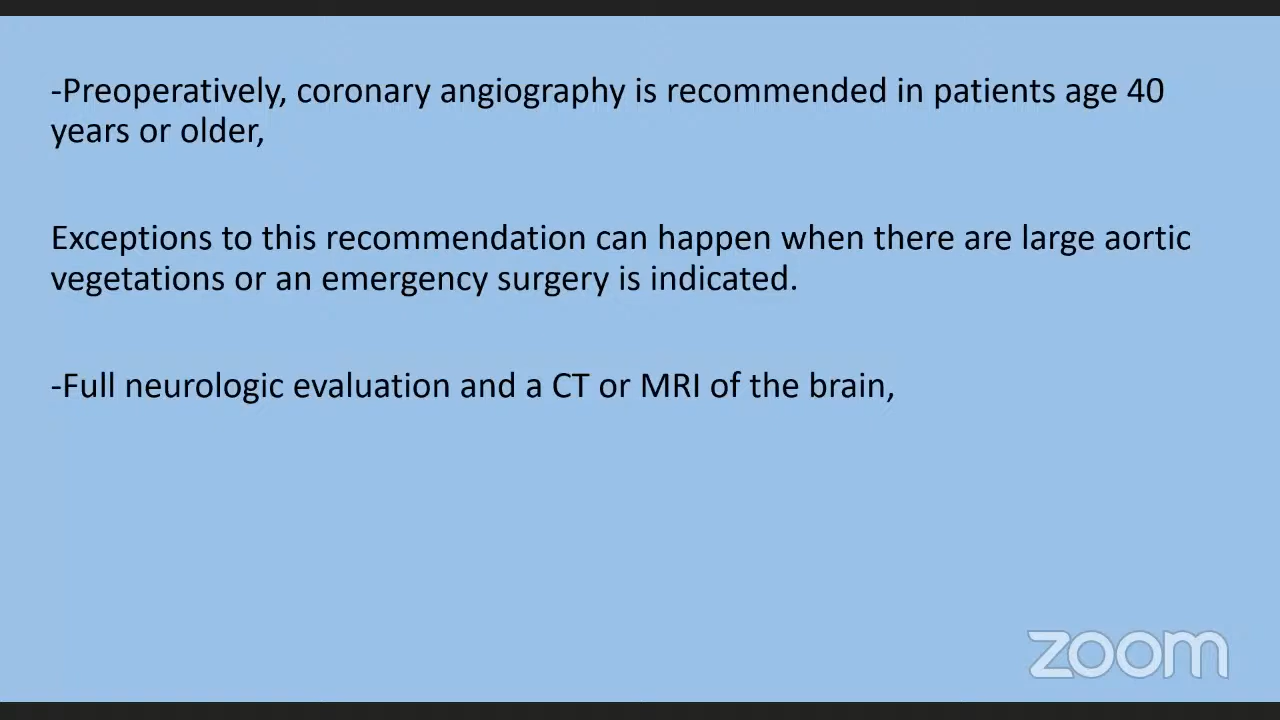 -Preoperatively, coronary angiography is recommended in patients age 40
years or older,
Exceptions to this recommendation can happen when there are large aortic
vegetations or an emergency surgery is indicated.
-Full neurologic evaluation and a CT or MRI of the brain,
zoom